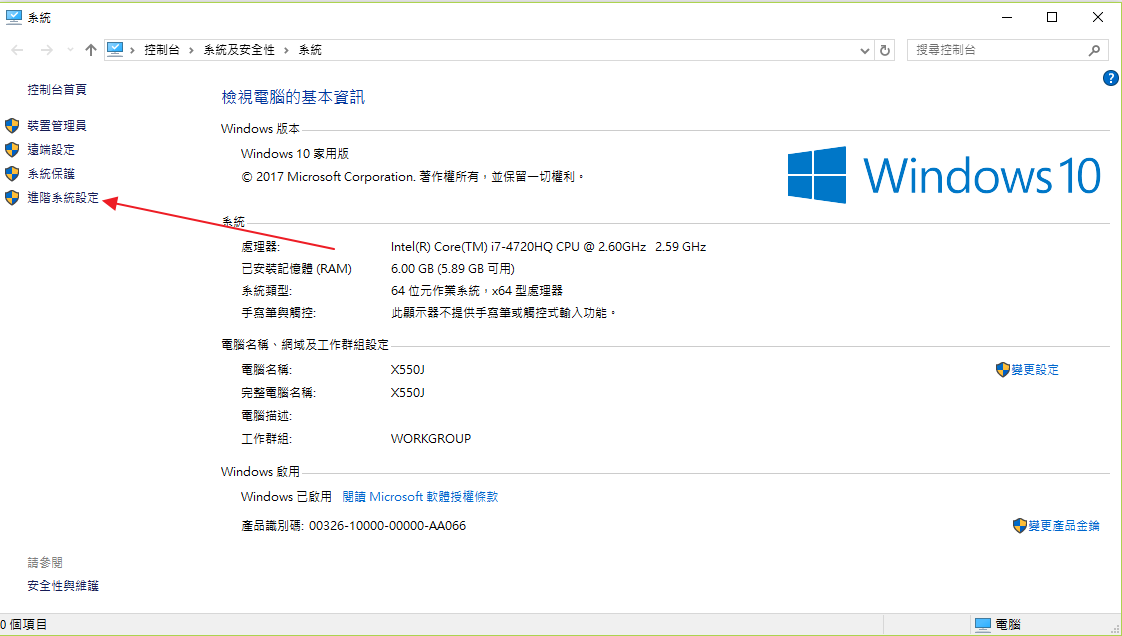 系統
控制台 › 系統及安全性 › 系統
搜尋控制台
控制台首頁
裝置管理員
遠端設定
系統保護
進階系統設定
檢視電腦的基本資訊
Windows 版本
Windows 10 家用版
© 2017 Microsoft Corporation. 著作權所有，並保留一切權利。
Windows 10
系統
處理器: Intel(R) Core(TM) i7-4720HQ CPU @ 2.60GHz 2.59 GHz
已安裝記憶體 (RAM) 6.00 GB (5.89 GB 可用)
系統類型: 64 位元作業系統，x64 型處理器
手寫筆與觸控: 此顯示器不提供手寫筆或觸控式輸入功能。
電腦名稱、網域及工作群組設定
電腦名稱: X550J 變更設定
完整電腦名稱: X550J
電腦描述:
工作群組: WORKGROUP
Windows 啟用
Windows 已啟用 閱讀 Microsoft 軟體授權條款
產品識別碼: 00326-10000-00000-AA066 變更產品金鑰
請參閱
安全性與維護
0 個項目 電腦